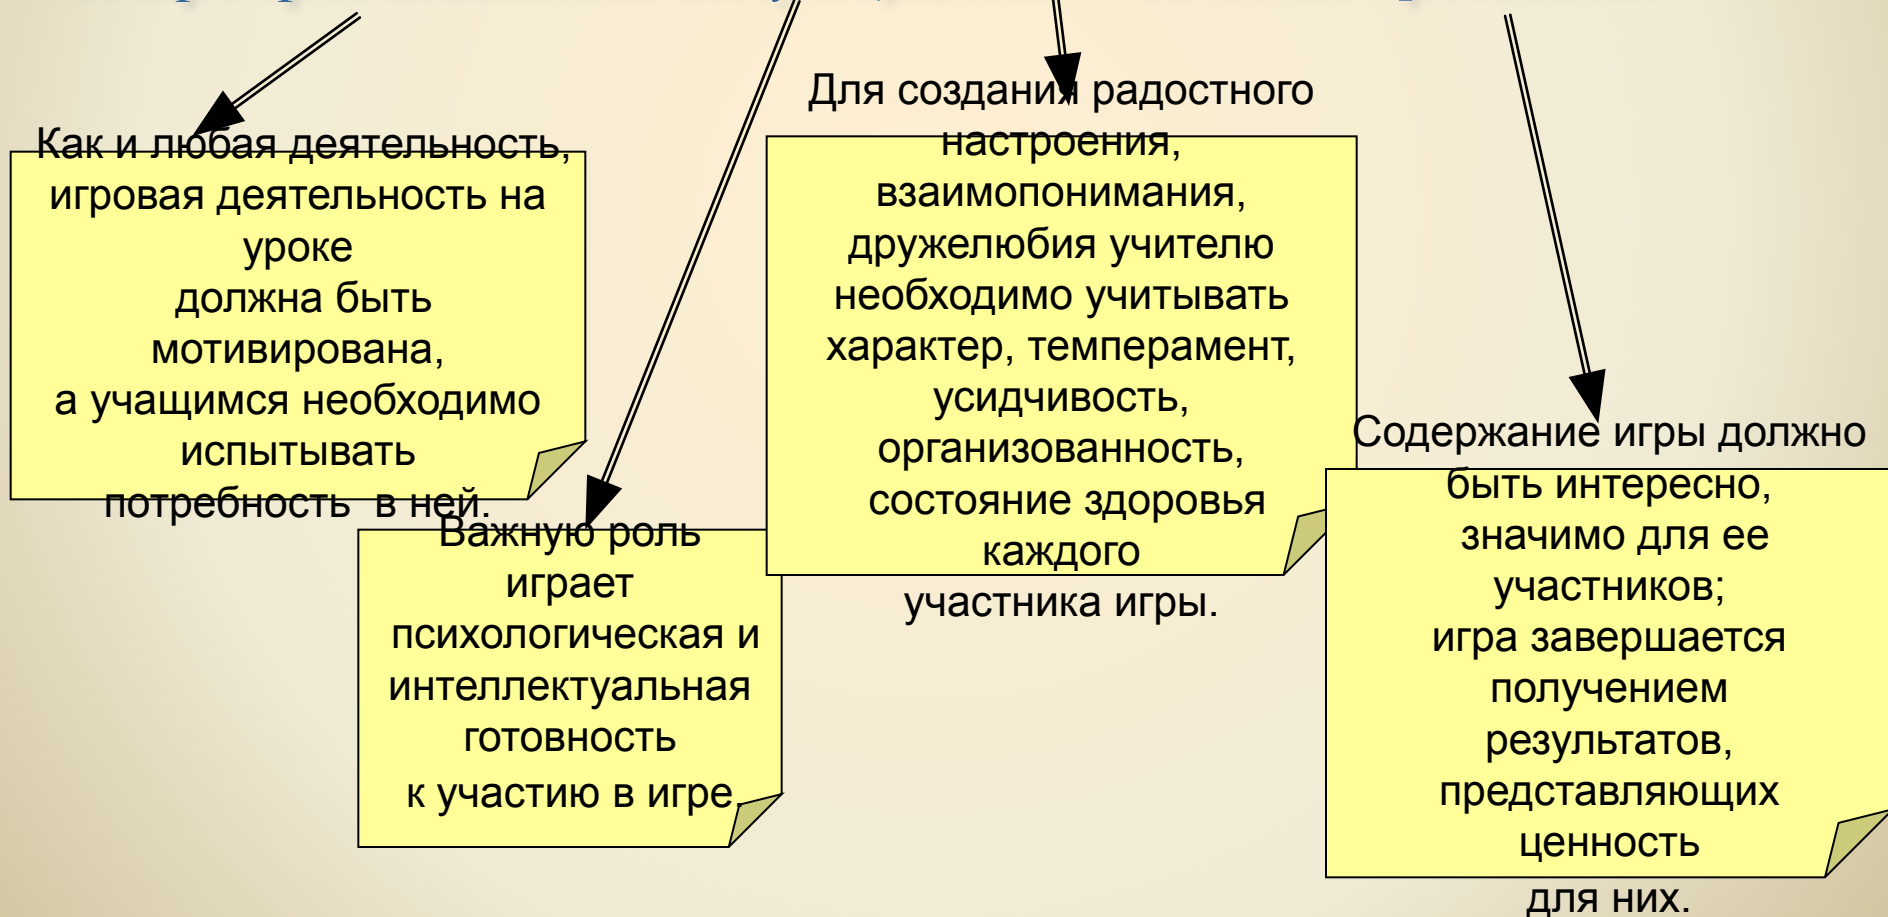 Как и любая деятельность,
игровая деятельность на
уроке
должна быть
мотивирована,
а учащимся необходимо
испытывать
потребность в ней.
Важную роль
играет
психологическая и
интеллектуальная
готовность
к участию в игре.
Для создания радостного
настроения,
взаимопонимания,
дружелюбия учителю
необходимо учитывать
характер, темперамент,
усидчивость,
организованность,
состояние здоровья
каждого
участника игры.
Содержание игры должно
быть интересно,
значимо для ее
участников;
игра завершается
получением
результатов,
представляющих
ценность
для них.